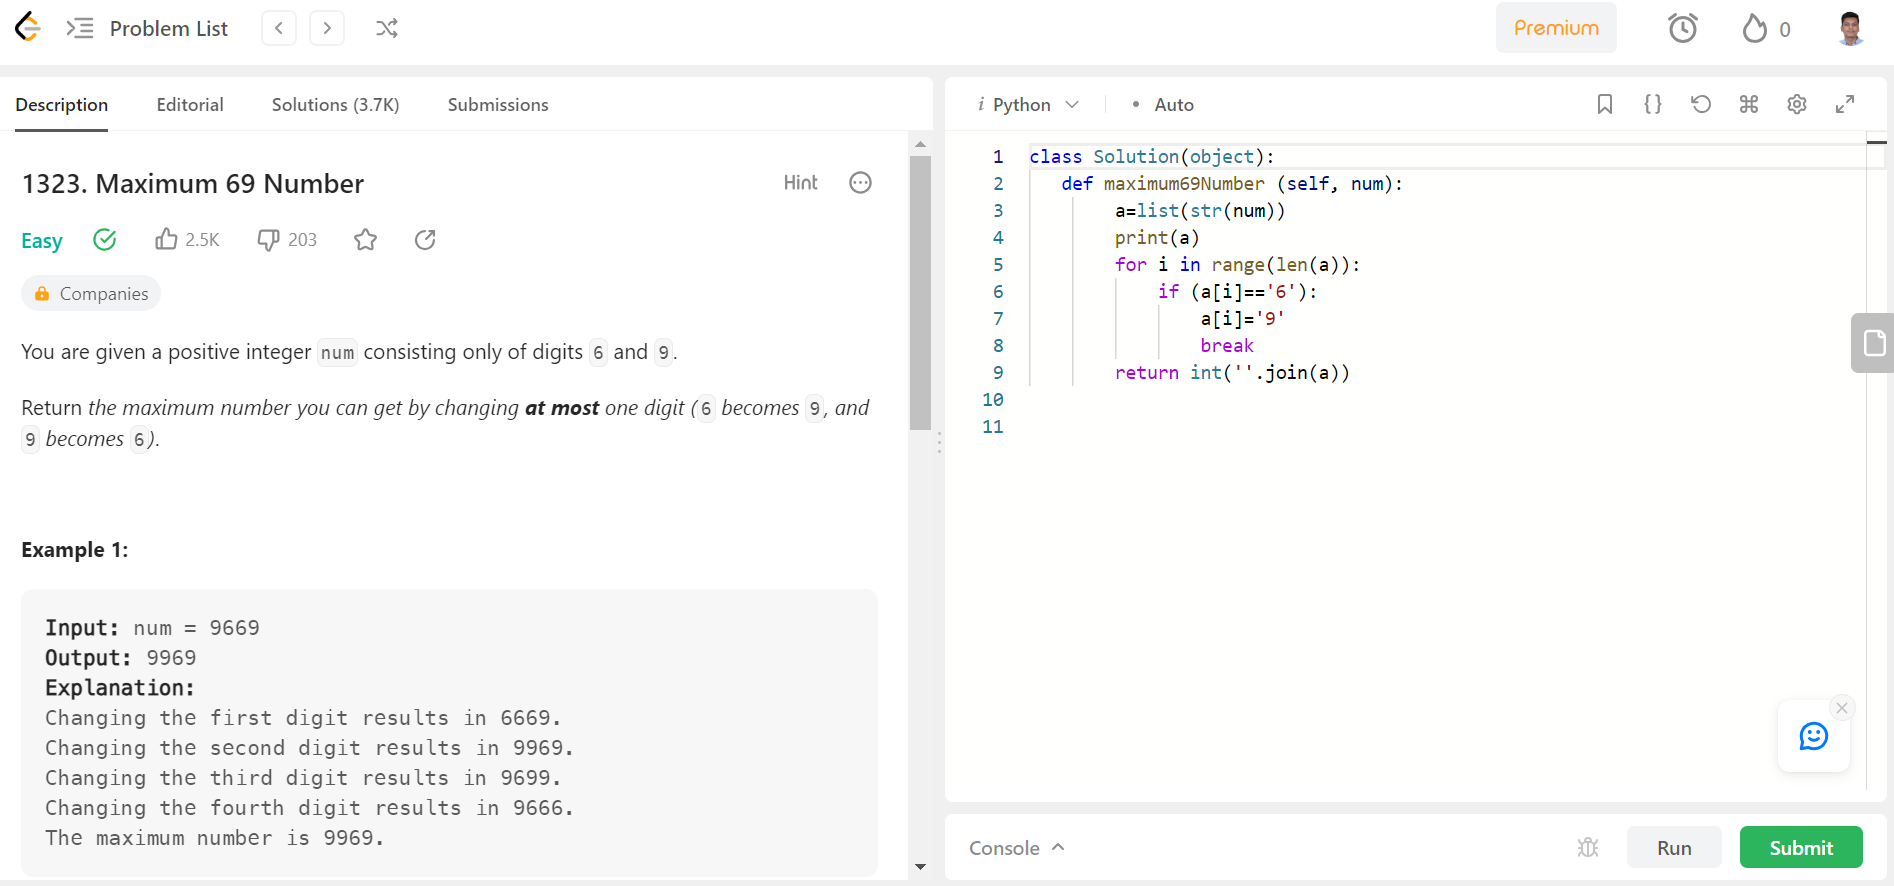 Problem List
Premium
0
Description Editorial Solutions (3.7K) Submissions
1323. Maximum 69 Number
Hint
Easy 2.5K 203
Companies
You are given a positive integer num consisting only of digits 6 and 9.
Return the maximum number you can get by changing at most one digit (6 becomes 9, and
9 becomes 6).
Example 1:
Input: num = 9669
Output: 9969
Explanation:
Changing the first digit results in 6669.
Changing the second digit results in 9969.
Changing the third digit results in 9699.
Changing the fourth digit results in 9666.
The maximum number is 9969.
i Python • Auto
1 class Solution(object):
2 def maximum69Number (self, num):
3 a=list(str(num))
4 print(a)
5 for i in range(len(a)):
6 if (a[i]=='6'):
7 a[i]='9'
8 break
9 return int(''.join(a))
10
11
Console Run Submit